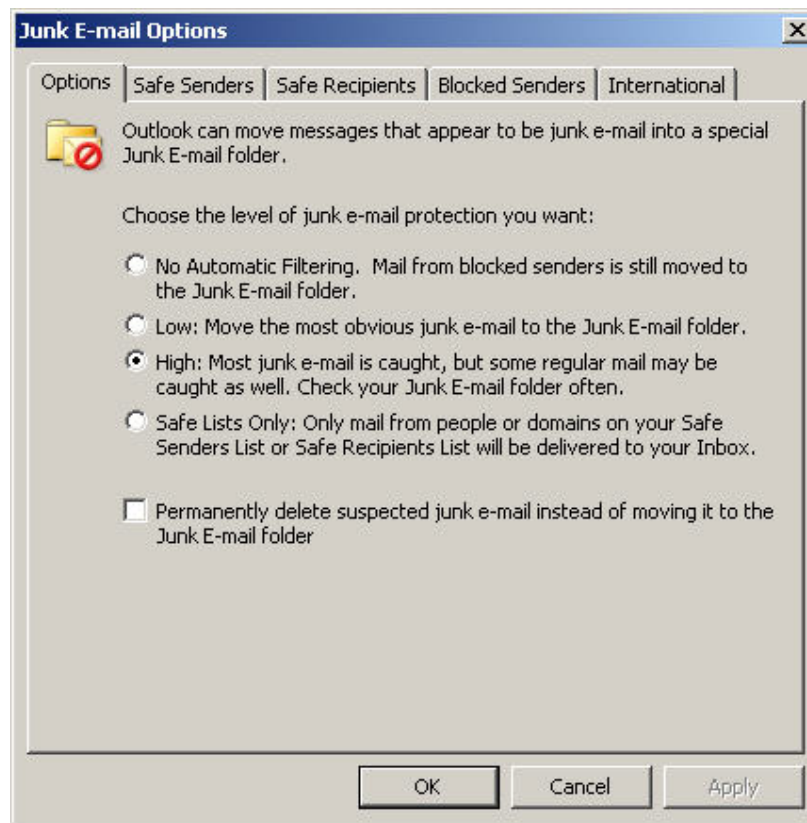 Junk E-mail Options
Options Safe Senders Safe Recipients Blocked Senders International
Outlook can move messages that appear to be junk e-mail into a special
Junk E-mail folder.
Choose the level of junk e-mail protection you want:
No Automatic Filtering.  Mail from blocked senders is still moved to
the Junk E-mail folder.
Low: Move the most obvious junk e-mail to the Junk E-mail folder.
High: Most junk e-mail is caught, but some regular mail may be
caught as well. Check your Junk E-mail folder often.
Safe Lists Only: Only mail from people or domains on your Safe
Senders List or Safe Recipients List will be delivered to your Inbox.
Permanently delete suspected junk e-mail instead of moving it to the
Junk E-mail folder
OK Cancel Apply